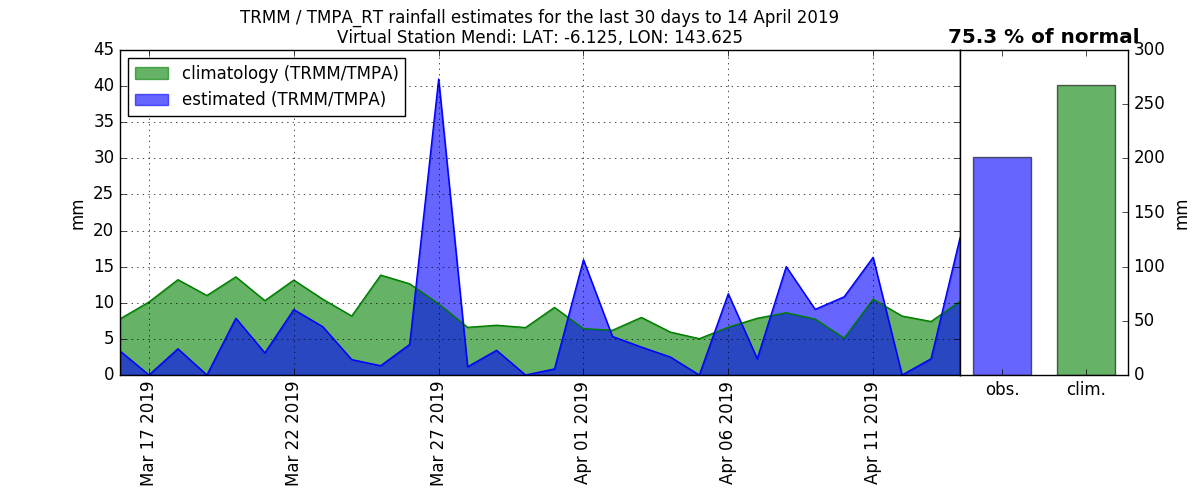 TRMM / TMPA_RT rainfall estimates for the last 30 days to 14 April 2019
Virtual Station Mendi: LAT: -6.125, LON: 143.625
75.3 % of normal
climatology (TRMM/TMPA)
estimated (TRMM/TMPA)
45
40
35
30
25
20
15
10
5
0
mm
Mar 17 2019
Mar 22 2019
Mar 27 2019
Apr 01 2019
Apr 06 2019
Apr 11 2019
obs.
clim.
300
250
200
150
100
50
0
mm